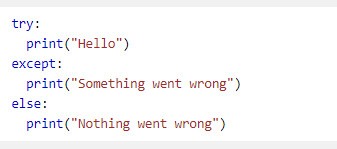 try:
  print("Hello")
except:
  print("Something went wrong")
else:
  print("Nothing went wrong")